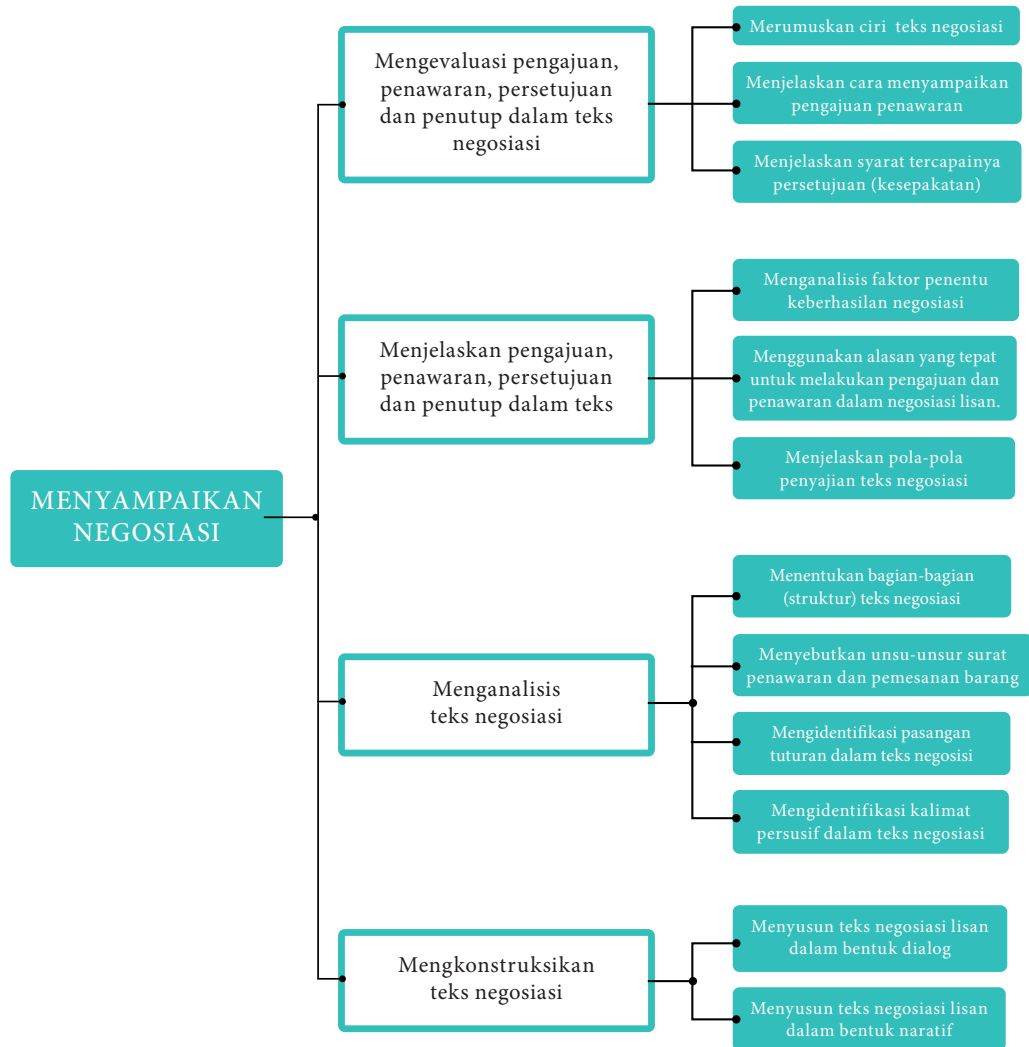 MENYAMPAIKAN
NEGOSIASI
Mengevaluasi pengajuan,
penawaran, persetujuan
dan penutup dalam teks
negosiasi
Merumuskan ciri teks negosiasi
Menjelaskan cara menyampaikan
pengajuan penawaran
Menjelaskan syarat tercapainya
persetujuan (kesepakatan)
Menjelaskan pengajuan,
penawaran, persetujuan
dan penutup dalam teks
Menganalisis faktor penentu
keberhasilan negosiasi
Menggunakan alasan yang tepat
untuk melakukan pengajuan dan
penawaran dalam negosiasi lisan.
Menjelaskan pola-pola
penyajian teks negosiasi
Menganalisis
teks negosiasi
Menentukan bagian-bagian
(struktur) teks negosiasi
Menyebutkan unsu-unsur surat
penawaran dan pemesanan barang
Mengidentifikasi pasangan
tuturan dalam teks negosisi
Mengidentifikasi kalimat
persusif dalam teks negosiasi
Mengkonstruksikan
teks negosiasi
Menyusun teks negosiasi lisan
dalam bentuk dialog
Menyusun teks negosiasi lisan
dalam bentuk naratif